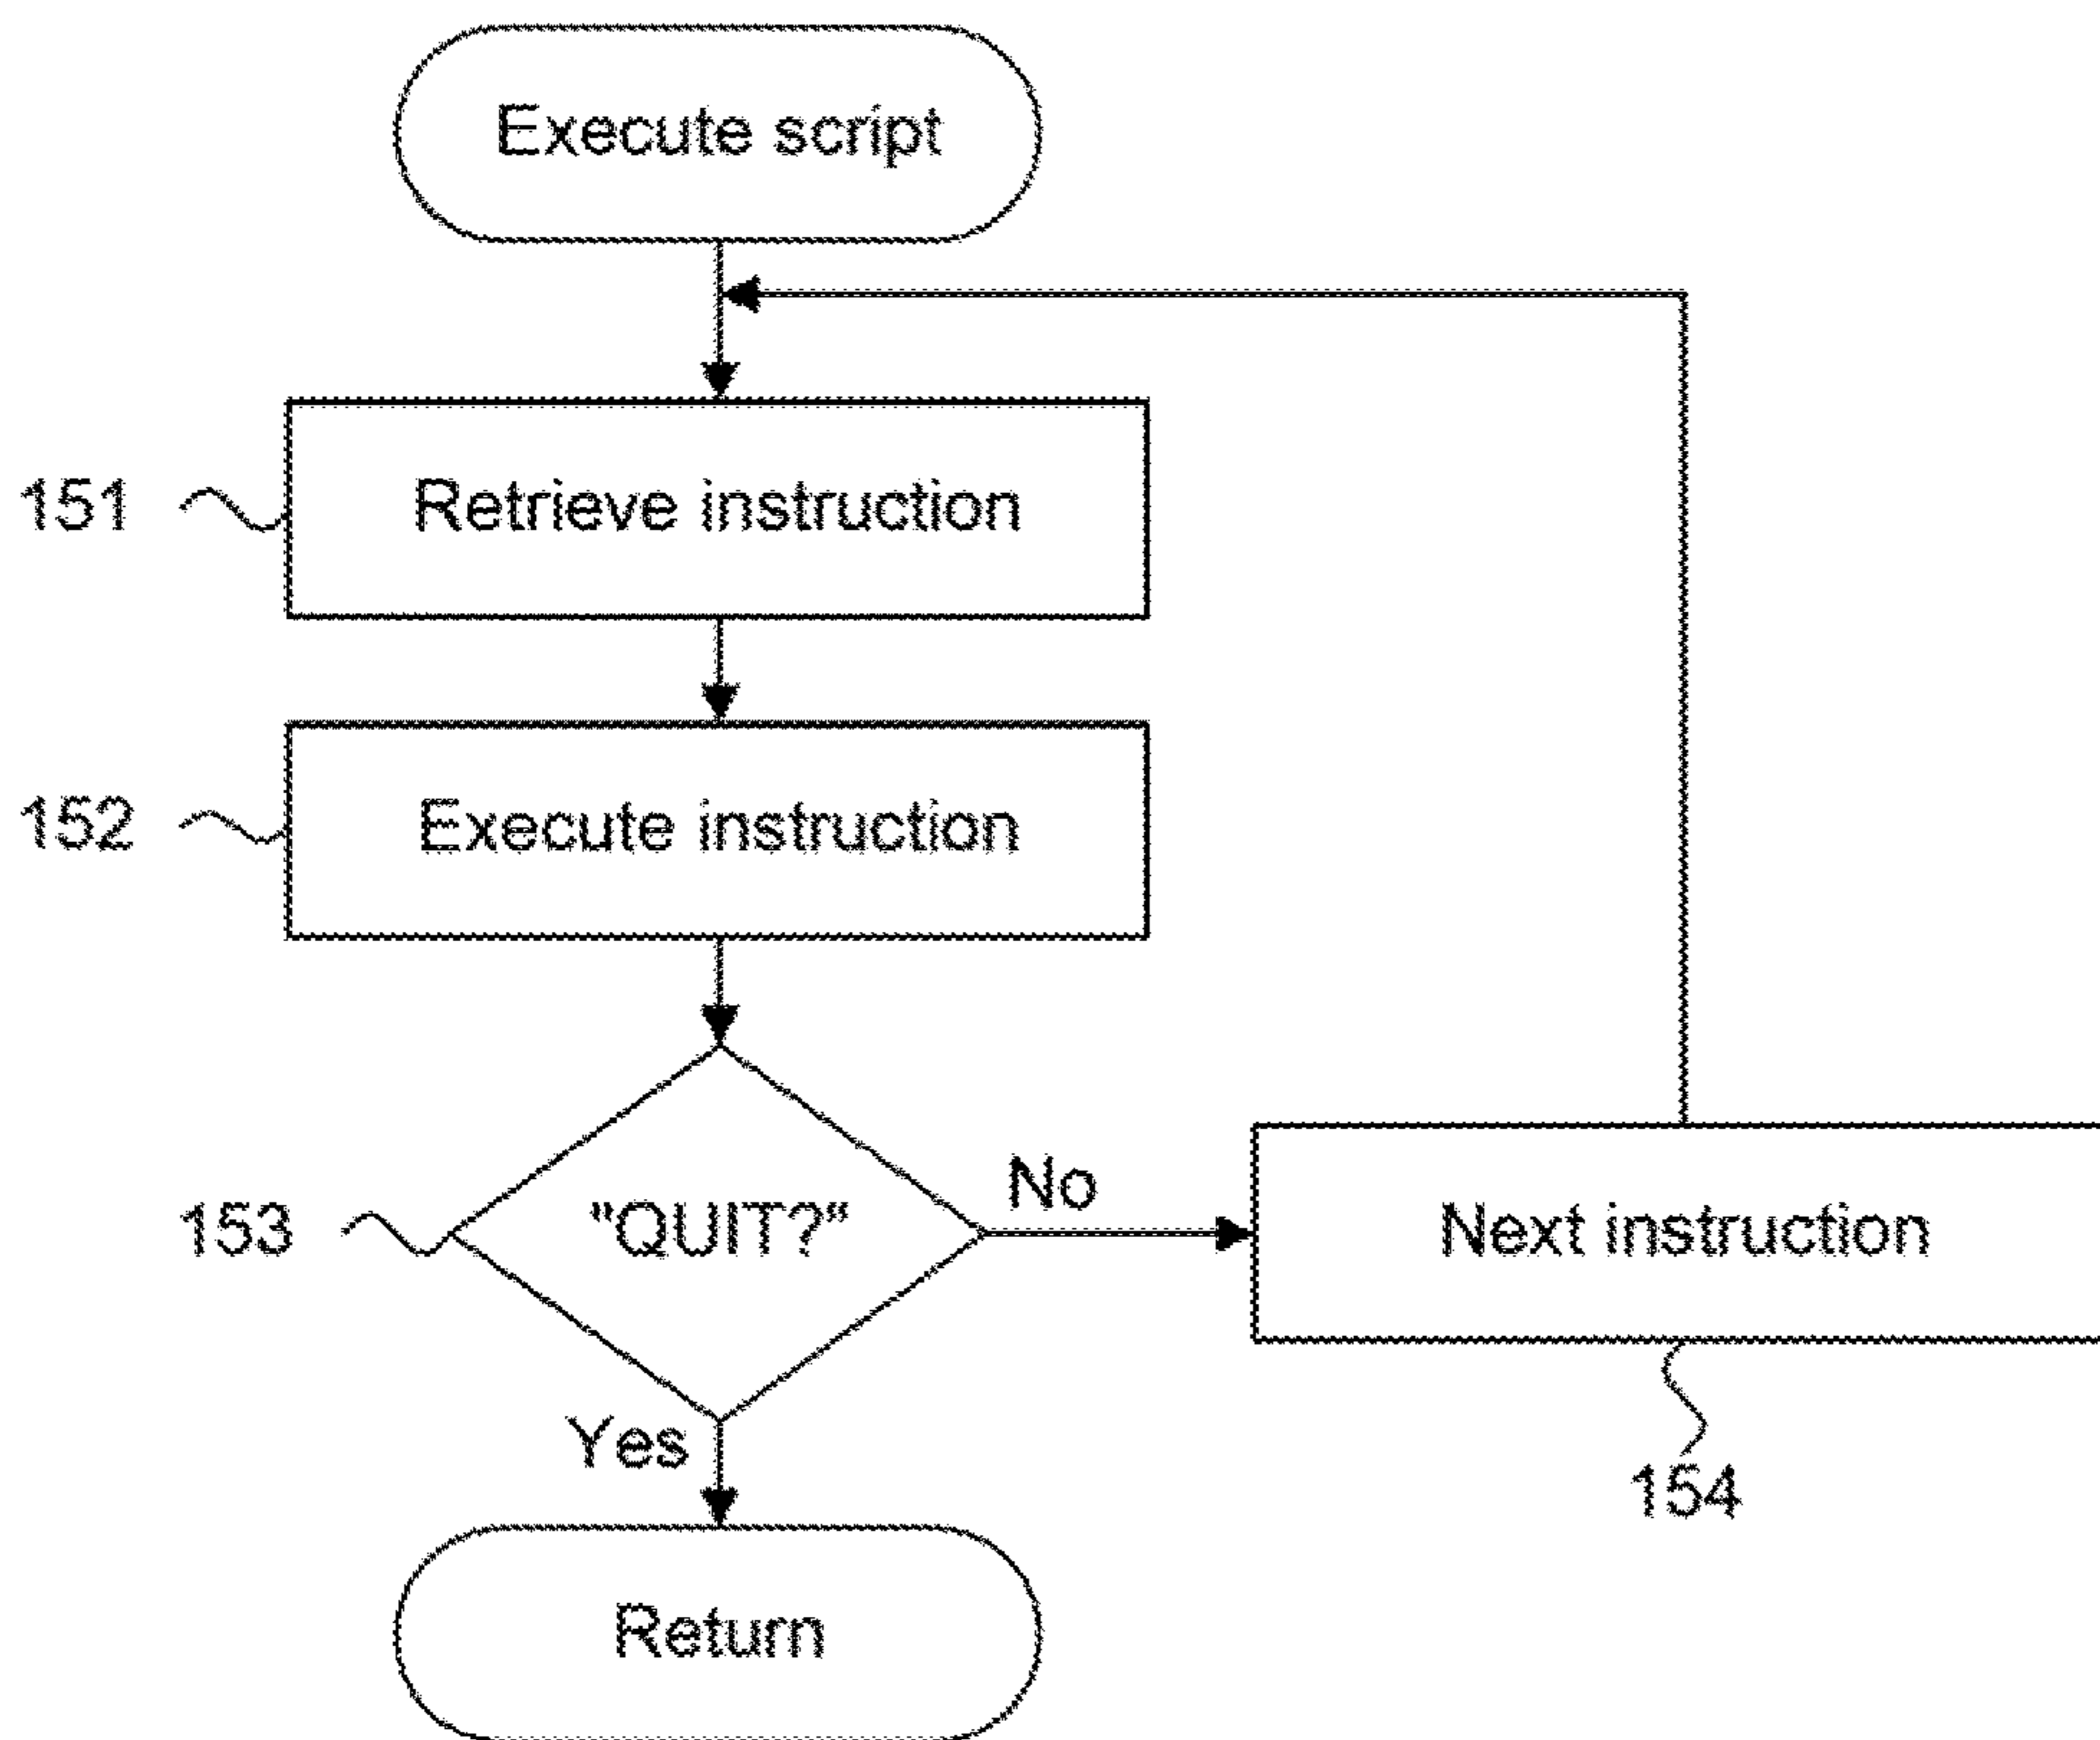 Execute script
151 Retrieve instruction
152 Execute instruction
153 "QUIT?"
No
Next instruction
154
Yes
Return